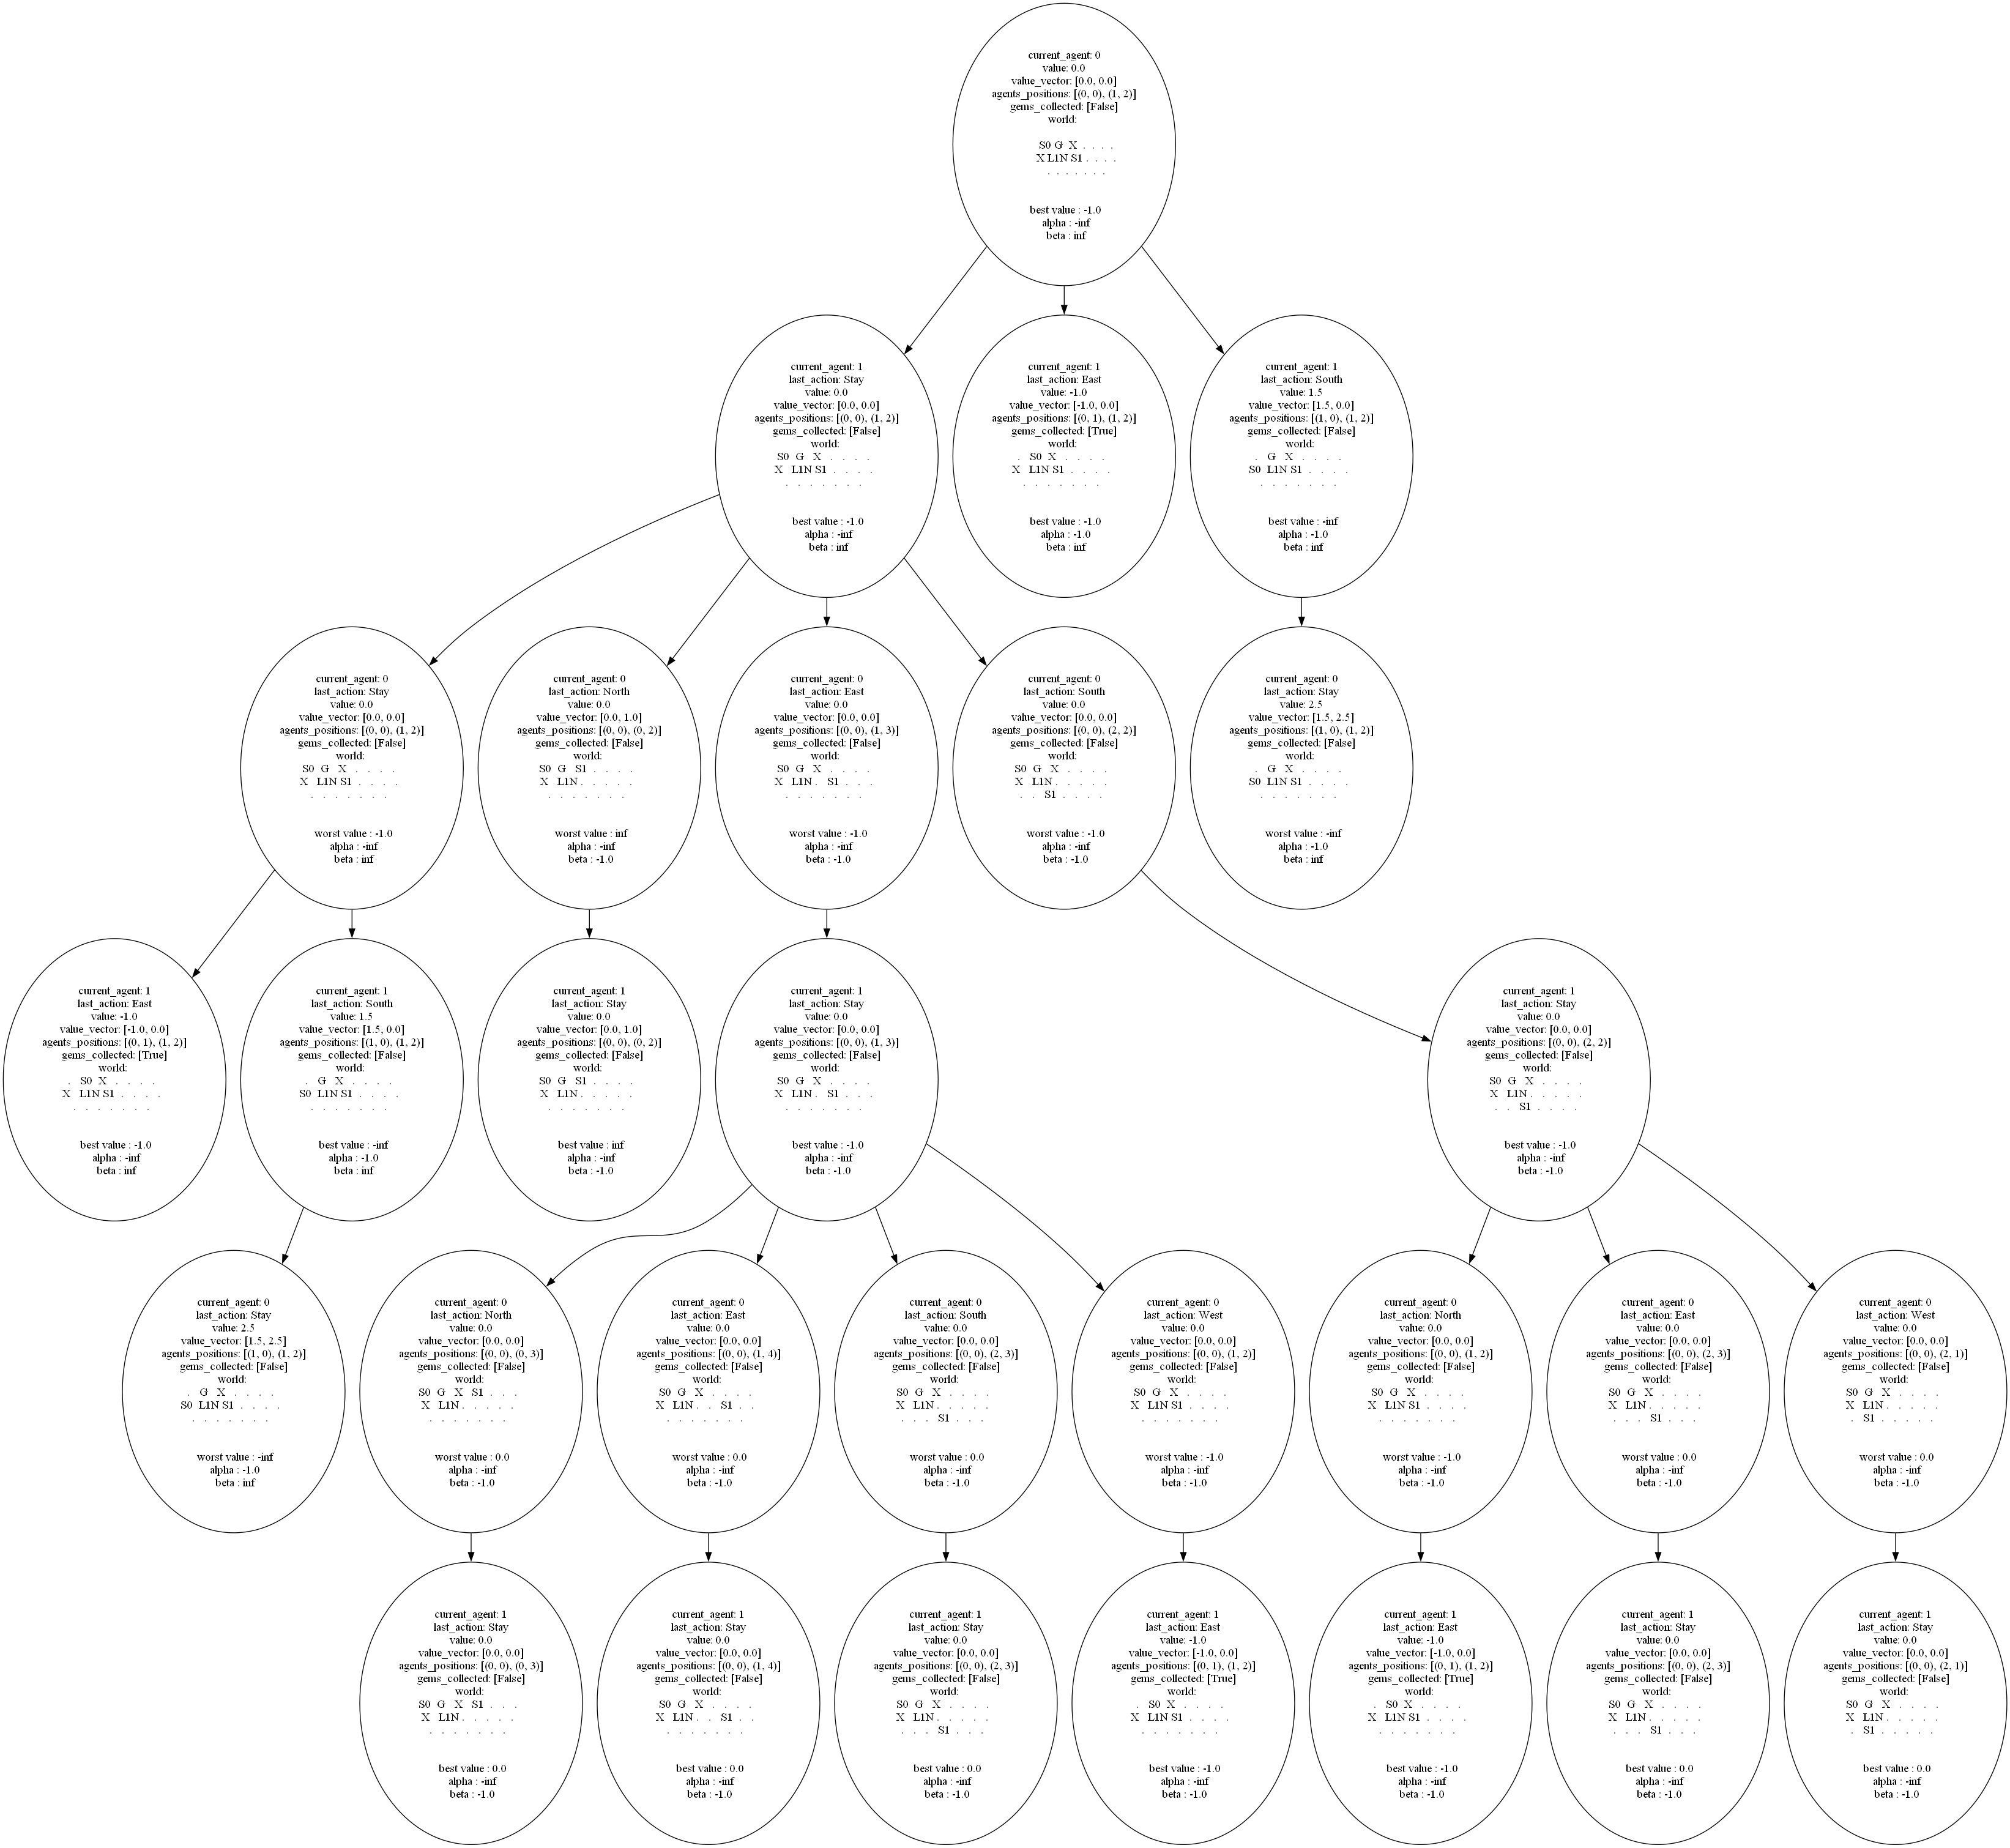 current_agent: 0
value: 0.0
value_vector: [0.0, 0.0]
agents_positions: [(0, 0), (1, 2)]
gems_collected: [False]
world:
S0 G X . . . .
X L1N S1 . . . .
. . . . . . .
best value : -1.0
alpha : -inf
beta : inf
current_agent: 1
last_action: Stay
value: 0.0
value_vector: [0.0, 0.0]
agents_positions: [(0, 0), (1, 2)]
gems_collected: [False]
world:
S0 G X . . . .
X L1N S1 . . . .
. . . . . . .
best value : -1.0
alpha : -inf
beta : inf
current_agent: 1
last_action: East
value: -1.0
value_vector: [-1.0, 0.0]
agents_positions: [(0, 1), (1, 2)]
gems_collected: [True]
world:
. S0 X . . . .
X L1N S1 . . . .
. . . . . . .
best value : -1.0
alpha : -1.0
beta : inf
current_agent: 1
last_action: South
value: 1.5
value_vector: [1.5, 0.0]
agents_positions: [(1, 0), (1, 2)]
gems_collected: [False]
world:
. G X . . . .
S0 L1N S1 . . . .
. . . . . . .
best value : -inf
alpha : -1.0
beta : inf
current_agent: 0
last_action: Stay
value: 0.0
value_vector: [0.0, 0.0]
agents_positions: [(0, 0), (1, 2)]
gems_collected: [False]
world:
S0 G X . . . .
X L1N S1 . . . .
. . . . . . .
worst value : -1.0
alpha : -inf
beta : inf
current_agent: 0
last_action: North
value: 0.0
value_vector: [0.0, 1.0]
agents_positions: [(0, 0), (0, 2)]
gems_collected: [False]
world:
S0 G S1 . . . .
X L1N . . . . .
. . . . . . .
worst value : inf
alpha : -inf
beta : -1.0
current_agent: 0
last_action: East
value: 0.0
value_vector: [0.0, 0.0]
agents_positions: [(0, 0), (1, 3)]
gems_collected: [False]
world:
S0 G X . . . .
X L1N . S1 . . .
. . . . . . .
worst value : -1.0
alpha : -inf
beta : -1.0
current_agent: 0
last_action: South
value: 0.0
value_vector: [0.0, 0.0]
agents_positions: [(0, 0), (2, 2)]
gems_collected: [False]
world:
S0 G X . . . .
X L1N . . . . .
. . S1 . . . .
worst value : -1.0
alpha : -inf
beta : -1.0
current_agent: 0
last_action: Stay
value: 2.5
value_vector: [1.5, 2.5]
agents_positions: [(1, 0), (1, 2)]
gems_collected: [False]
world:
. G X . . . .
S0 L1N S1 . . . .
. . . . . . .
worst value : -inf
alpha : -1.0
beta : inf
current_agent: 1
last_action: East
value: -1.0
value_vector: [-1.0, 0.0]
agents_positions: [(0, 1), (1, 2)]
gems_collected: [True]
world:
. S0 X . . . .
X L1N S1 . . . .
. . . . . . .
best value : -1.0
alpha : -inf
beta : inf
current_agent: 1
last_action: South
value: 1.5
value_vector: [1.5, 0.0]
agents_positions: [(1, 0), (1, 2)]
gems_collected: [False]
world:
. G X . . . .
S0 L1N S1 . . . .
. . . . . . .
best value : -inf
alpha : -1.0
beta : inf
current_agent: 1
last_action: Stay
value: 0.0
value_vector: [0.0, 1.0]
agents_positions: [(0, 0), (0, 2)]
gems_collected: [False]
world:
S0 G S1 . . . .
X L1N . . . . .
. . . . . . .
best value : inf
alpha : -inf
beta : -1.0
current_agent: 1
last_action: Stay
value: 0.0
value_vector: [0.0, 0.0]
agents_positions: [(0, 0), (1, 3)]
gems_collected: [False]
world:
S0 G X . . . .
X L1N . S1 . . .
. . . . . . .
best value : -1.0
alpha : -inf
beta : -1.0
current_agent: 1
last_action: Stay
value: 0.0
value_vector: [0.0, 0.0]
agents_positions: [(0, 0), (2, 2)]
gems_collected: [False]
world:
S0 G X . . . .
X L1N . . . . .
. . S1 . . . .
best value : -1.0
alpha : -inf
beta : -1.0
current_agent: 0
last_action: Stay
value: 2.5
value_vector: [1.5, 2.5]
agents_positions: [(1, 0), (1, 2)]
gems_collected: [False]
world:
. G X . . . .
S0 L1N S1 . . . .
. . . . . . .
worst value : -inf
alpha : -1.0
beta : inf
current_agent: 0
last_action: North
value: 0.0
value_vector: [0.0, 0.0]
agents_positions: [(0, 0), (0, 3)]
gems_collected: [False]
world:
S0 G X S1 . . .
X L1N . . . . .
. . . . . . .
worst value : 0.0
alpha : -inf
beta : -1.0
current_agent: 0
last_action: East
value: 0.0
value_vector: [0.0, 0.0]
agents_positions: [(0, 0), (1, 4)]
gems_collected: [False]
world:
S0 G X . . . .
X L1N . . S1 . .
. . . . . . .
worst value : 0.0
alpha : -inf
beta : -1.0
current_agent: 0
last_action: South
value: 0.0
value_vector: [0.0, 0.0]
agents_positions: [(0, 0), (2, 3)]
gems_collected: [False]
world:
S0 G X . . . .
X L1N . . . . .
. . . S1 . . .
worst value : 0.0
alpha : -inf
beta : -1.0
current_agent: 0
last_action: West
value: 0.0
value_vector: [0.0, 0.0]
agents_positions: [(0, 0), (1, 2)]
gems_collected: [False]
world:
S0 G X . . . .
X L1N S1 . . . .
. . . . . . .
worst value : -1.0
alpha : -inf
beta : -1.0
current_agent: 0
last_action: North
value: 0.0
value_vector: [0.0, 0.0]
agents_positions: [(0, 0), (1, 2)]
gems_collected: [False]
world:
S0 G X . . . .
X L1N S1 . . . .
. . . . . . .
worst value : -1.0
alpha : -inf
beta : -1.0
current_agent: 0
last_action: East
value: 0.0
value_vector: [0.0, 0.0]
agents_positions: [(0, 0), (2, 3)]
gems_collected: [False]
world:
S0 G X . . . .
X L1N . . . . .
. . . S1 . . .
worst value : 0.0
alpha : -inf
beta : -1.0
current_agent: 0
last_action: West
value: 0.0
value_vector: [0.0, 0.0]
agents_positions: [(0, 0), (2, 1)]
gems_collected: [False]
world:
S0 G X . . . .
X L1N . . . . .
. S1 . . . . .
worst value : 0.0
alpha : -inf
beta : -1.0
current_agent: 1
last_action: Stay
value: 0.0
value_vector: [0.0, 0.0]
agents_positions: [(0, 0), (0, 3)]
gems_collected: [False]
world:
S0 G X S1 . . .
X L1N . . . . .
. . . . . . .
best value : 0.0
alpha : -inf
beta : -1.0
current_agent: 1
last_action: Stay
value: 0.0
value_vector: [0.0, 0.0]
agents_positions: [(0, 0), (1, 4)]
gems_collected: [False]
world:
S0 G X . . . .
X L1N . . S1 . .
. . . . . . .
best value : 0.0
alpha : -inf
beta : -1.0
current_agent: 1
last_action: Stay
value: 0.0
value_vector: [0.0, 0.0]
agents_positions: [(0, 0), (2, 3)]
gems_collected: [False]
world:
S0 G X . . . .
X L1N . . . . .
. . . S1 . . .
best value : 0.0
alpha : -inf
beta : -1.0
current_agent: 1
last_action: East
value: -1.0
value_vector: [-1.0, 0.0]
agents_positions: [(0, 1), (1, 2)]
gems_collected: [True]
world:
. S0 X . . . .
X L1N S1 . . . .
. . . . . . .
best value : -1.0
alpha : -inf
beta : -1.0
current_agent: 1
last_action: East
value: -1.0
value_vector: [-1.0, 0.0]
agents_positions: [(0, 1), (1, 2)]
gems_collected: [True]
world:
. S0 X . . . .
X L1N S1 . . . .
. . . . . . .
best value : -1.0
alpha : -inf
beta : -1.0
current_agent: 1
last_action: Stay
value: 0.0
value_vector: [0.0, 0.0]
agents_positions: [(0, 0), (2, 3)]
gems_collected: [False]
world:
S0 G X . . . .
X L1N . . . . .
. . . S1 . . .
best value : 0.0
alpha : -inf
beta : -1.0
current_agent: 1
last_action: Stay
value: 0.0
value_vector: [0.0, 0.0]
agents_positions: [(0, 0), (2, 1)]
gems_collected: [False]
world:
S0 G X . . . .
X L1N . . . . .
. S1 . . . . .
best value : 0.0
alpha : -inf
beta : -1.0